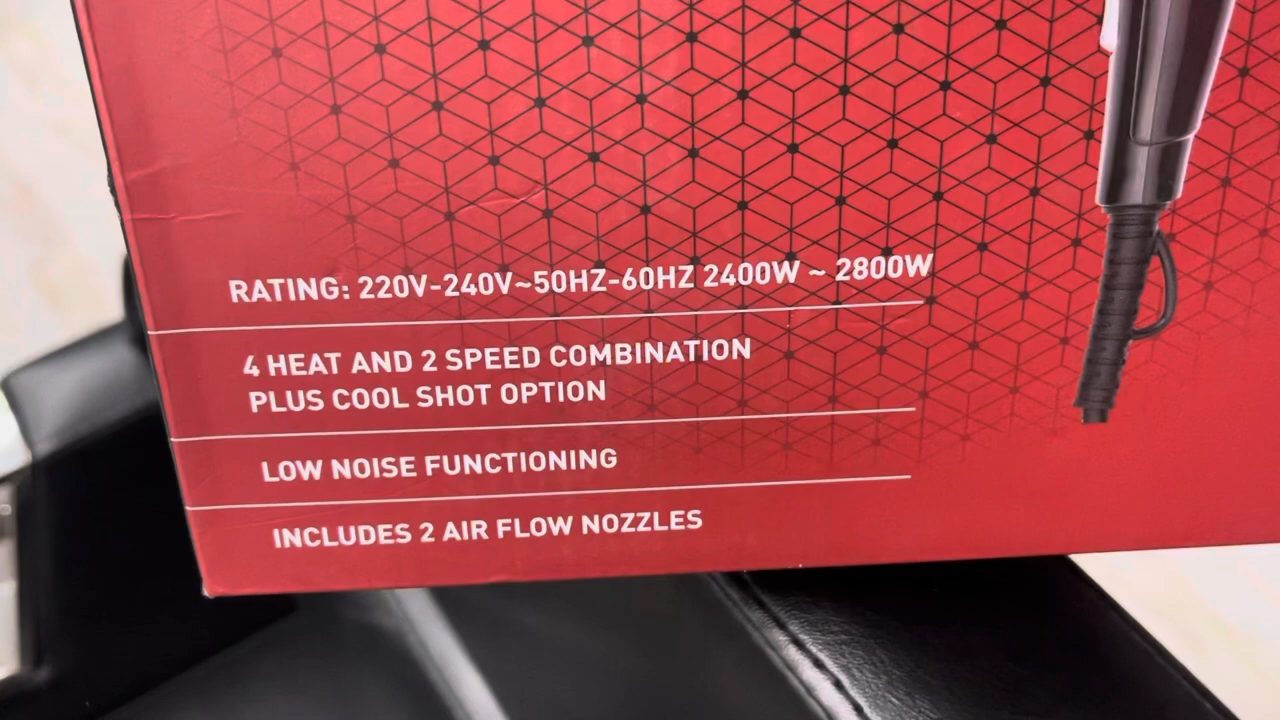 RATING: 220V-240V~50HZ-60HZ 2400W ~ 2800W
4 HEAT AND 2 SPEED COMBINATION
PLUS COOL SHOT OPTION
LOW NOISE FUNCTIONING
INCLUDES 2 AIR FLOW NOZZLES